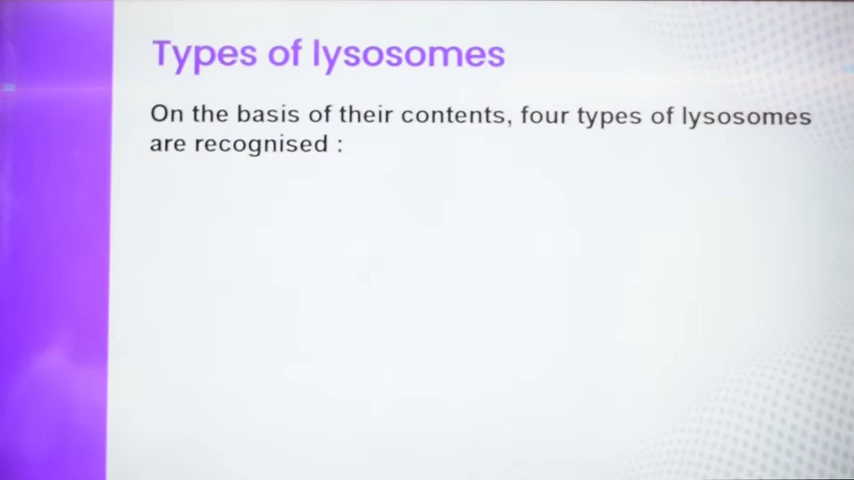 Types of lysosomes
On the basis of their contents, four types of lysosomes
are recognised :